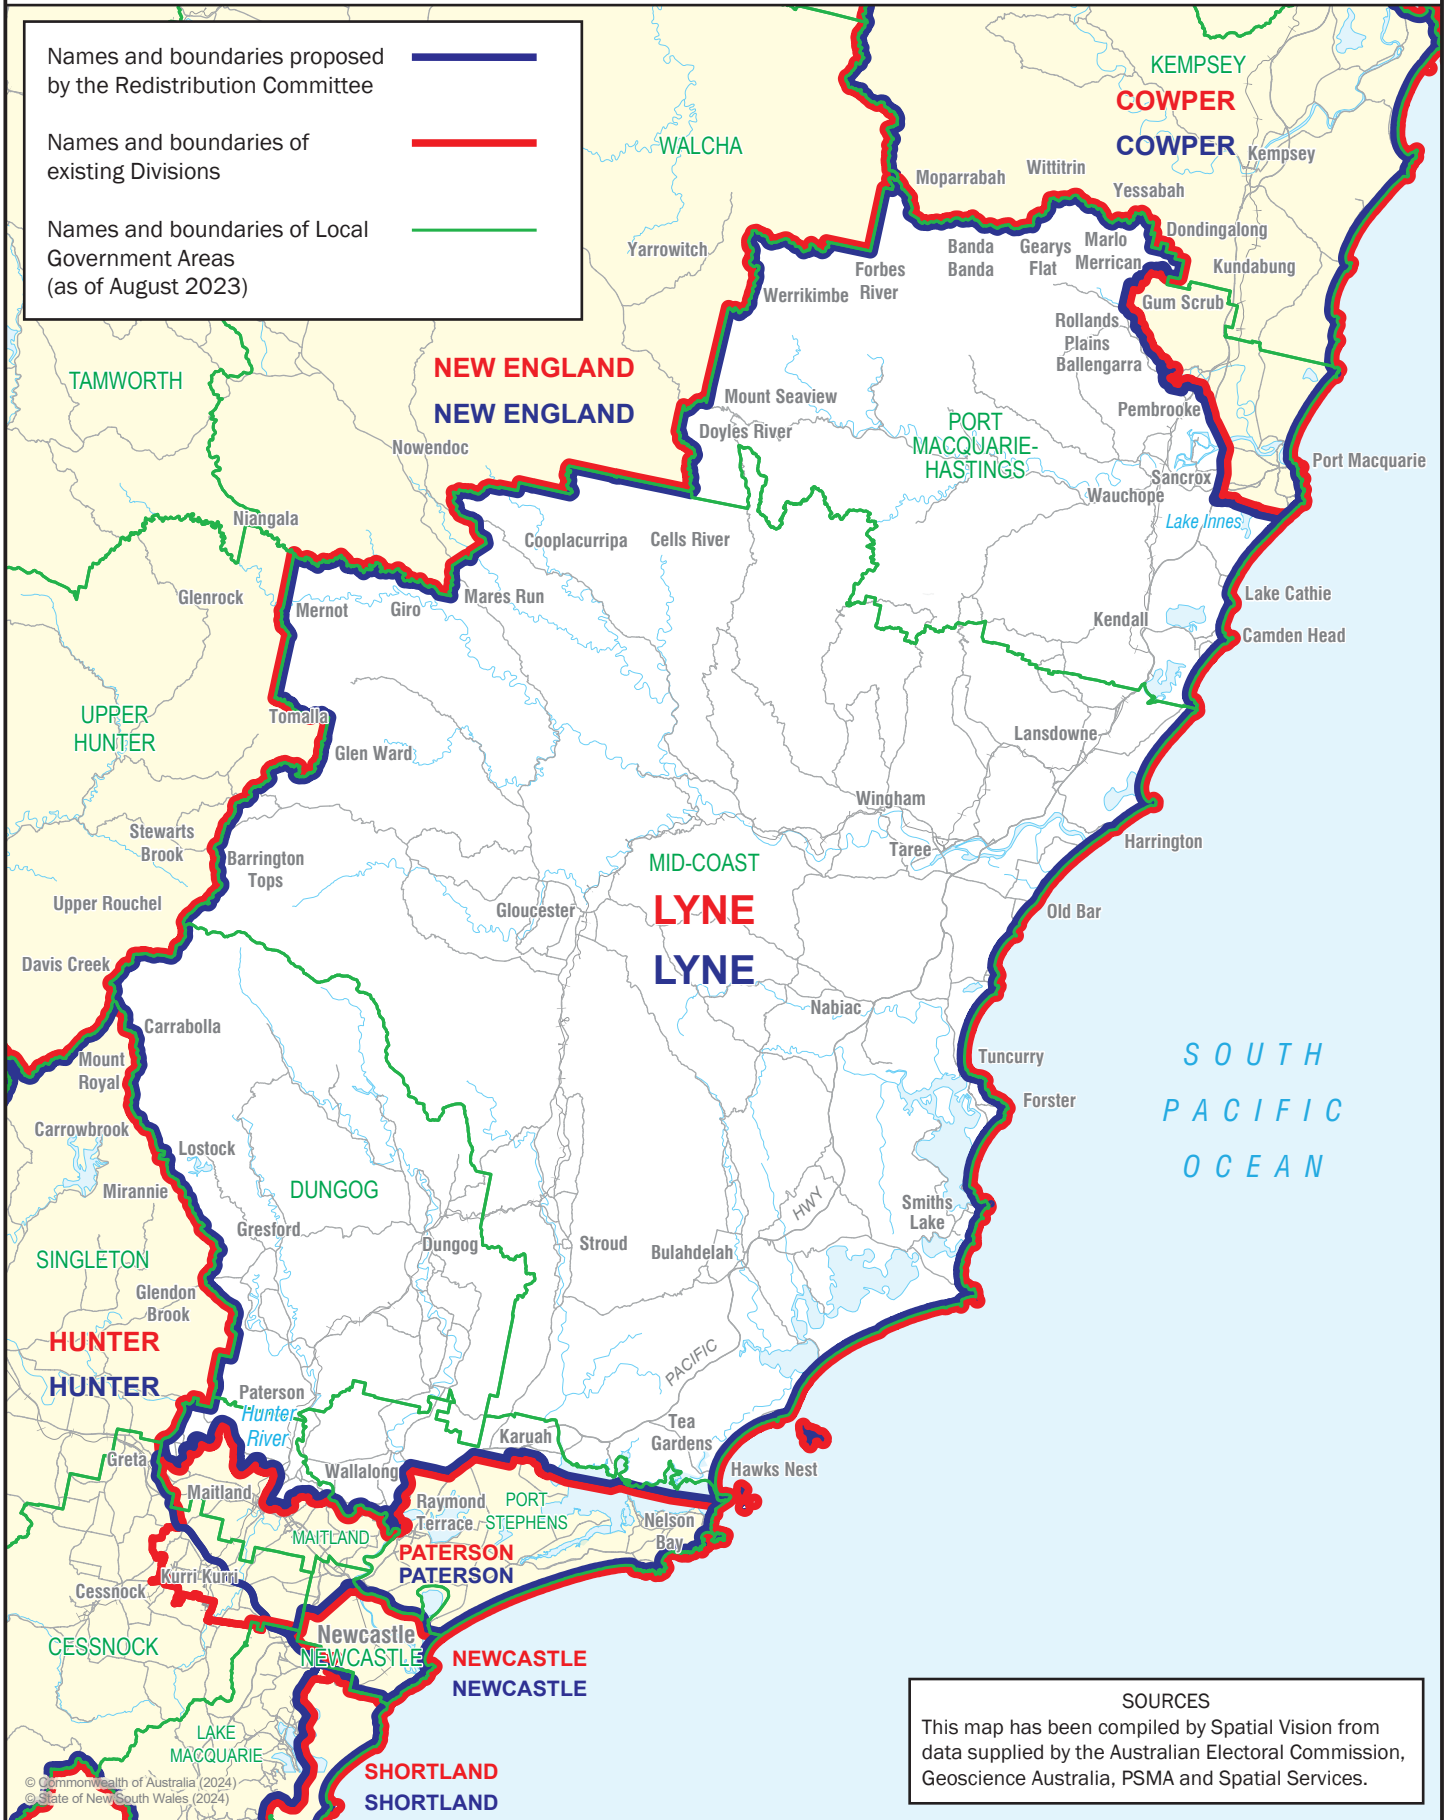 Names and boundaries proposed
by the Redistribution Committee
Names and boundaries of
existing Divisions
Names and boundaries of Local
Government Areas
(as of August 2023)
KEMPSEY
COWPER
COWPER
Kempsey
WALCHA
Moparrabah
Wittitrin
Yessabah
Dondingalong
Yarrowitch
Banda
Banda
Gearys
Flat
Marlo
Merrican
Kundabung
Forbes
River
Werrikimbe
Gum Scrub
Rollands
Plains
Ballengarra
TAMWORTH
NEW ENGLAND
NEW ENGLAND
Mount Seaview
Pembrooke
Doyles River
PORT
MACQUARIE-
HASTINGS
Nowendoc
Port Macquarie
Sancrox
Wauchope
Lake Innes
Niangala
Cooplacurripa
Cells River
Glenrock
Mernot
Giro
Mares Run
Lake Cathie
Kendall
Camden Head
UPPER
HUNTER
Tomalla
Glen Ward
Lansdowne
Wingham
Taree
Harrington
Stewarts
Brook
Barrington
Tops
MID-COAST
LYNE
LYNE
Upper Rouchel
Gloucester
Old Bar
Davis Creek
Nabiac
Carrabolla
Mount
Royal
Tuncurry
SOUTH
PACIFIC
OCEAN
Forster
Carrowbrook
Lostock
Mirannie
DUNGOG
HWY
Smiths
Lake
Gresford
Dungog
Stroud
Bulahdelah
SINGLETON
Glendon
Brook
HUNTER
HUNTER
PACIFIC
Paterson
Hunter
River
Tea
Gardens
Karuah
Greta
Wallalong
Hawks Nest
Maitland
Raymond
Terrace
PORT
STEPHENS
Nelson
Bay
MAITLAND
PATERSON
PATERSON
Kurri Kurri
Cessnock
CESSNOCK
Newcastle
NEWCASTLE
NEWCASTLE
NEWCASTLE
LAKE
MACQUARIE
SHORTLAND
SHORTLAND
© Commonwealth of Australia (2024)
© State of New South Wales (2024)
SOURCES
This map has been compiled by Spatial Vision from
data supplied by the Australian Electoral Commission,
Geoscience Australia, PSMA and Spatial Services.